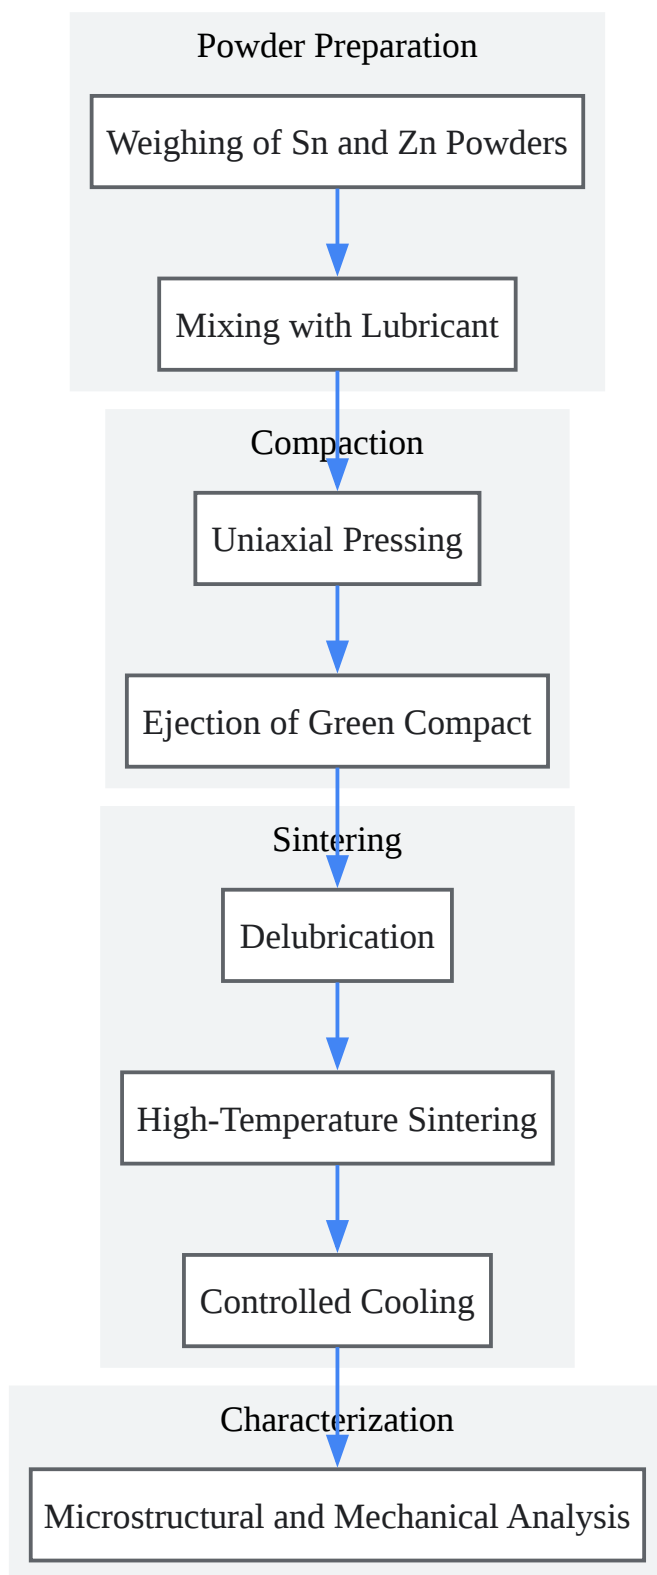 Powder Preparation
Weighing of Sn and Zn Powders
Mixing with Lubricant
Compaction
Uniaxial Pressing
Ejection of Green Compact
Sintering
Delubrication
High-Temperature Sintering
Controlled Cooling
Characterization
Microstructural and Mechanical Analysis